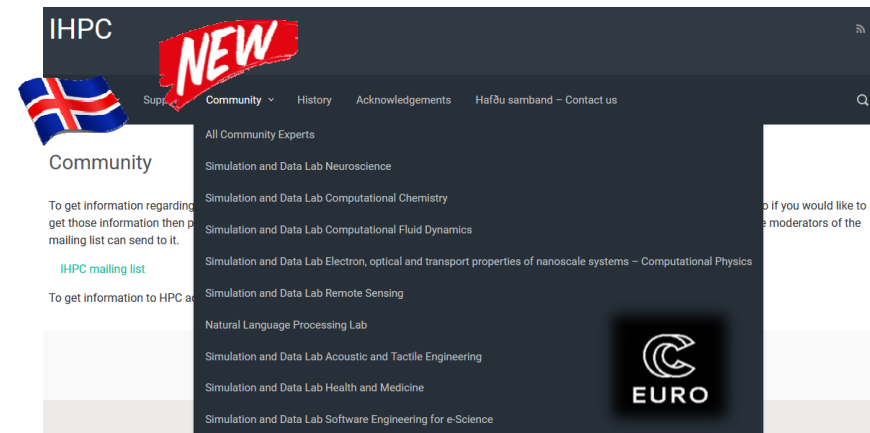 IHPC
NEW
Community
History
Acknowledgements
Hafðu samband – Contact us
All Community Experts
Simulation and Data Lab Neuroscience
Simulation and Data Lab Computational Chemistry
Simulation and Data Lab Computational Fluid Dynamics
Simulation and Data Lab Electron, optical and transport properties of nanoscale systems – Computational Physics
Simulation and Data Lab Remote Sensing
Natural Language Processing Lab
Simulation and Data Lab Acoustic and Tactile Engineering
Simulation and Data Lab Health and Medicine
Simulation and Data Lab Software Engineering for e-Science
Community
To get information regarding
if you would like to
get those information then
moderators of the
mailing list can send to it.
IHPC mailing list
To get information to HPC
EURO